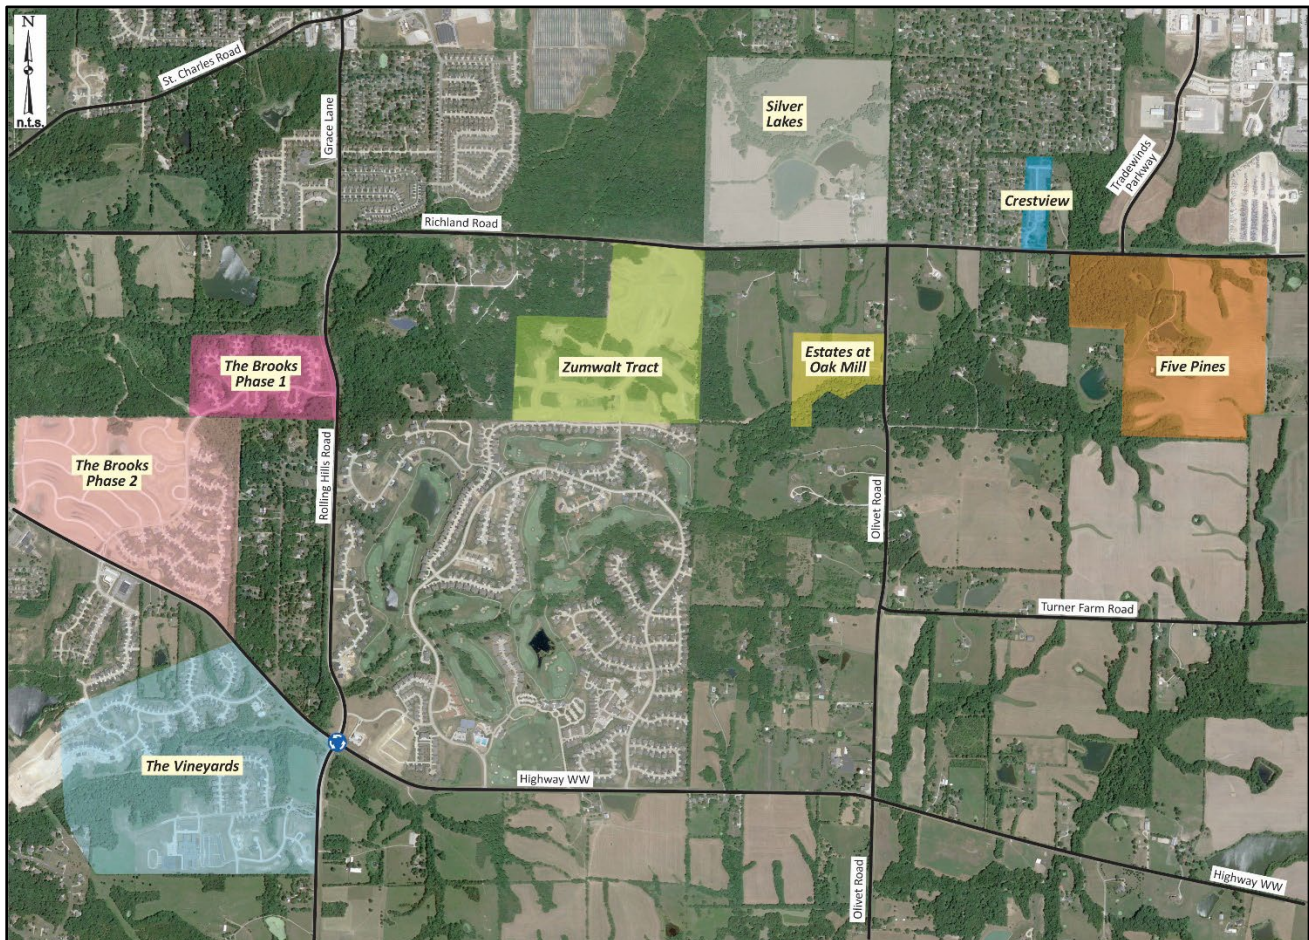 N
n.t.s.
St. Charles Road
Grace Lane
Silver
Lakes
Tradewinds
Parkway
Crestview
Richland Road
The Brooks
Phase 1
Zumwalt Tract
Estates at
Oak Mill
Five Pines
The Brooks
Phase 2
Rolling Hills Road
Olivet Road
Turner Farm Road
The Vineyards
Highway WW
Olivet Road
Highway WW